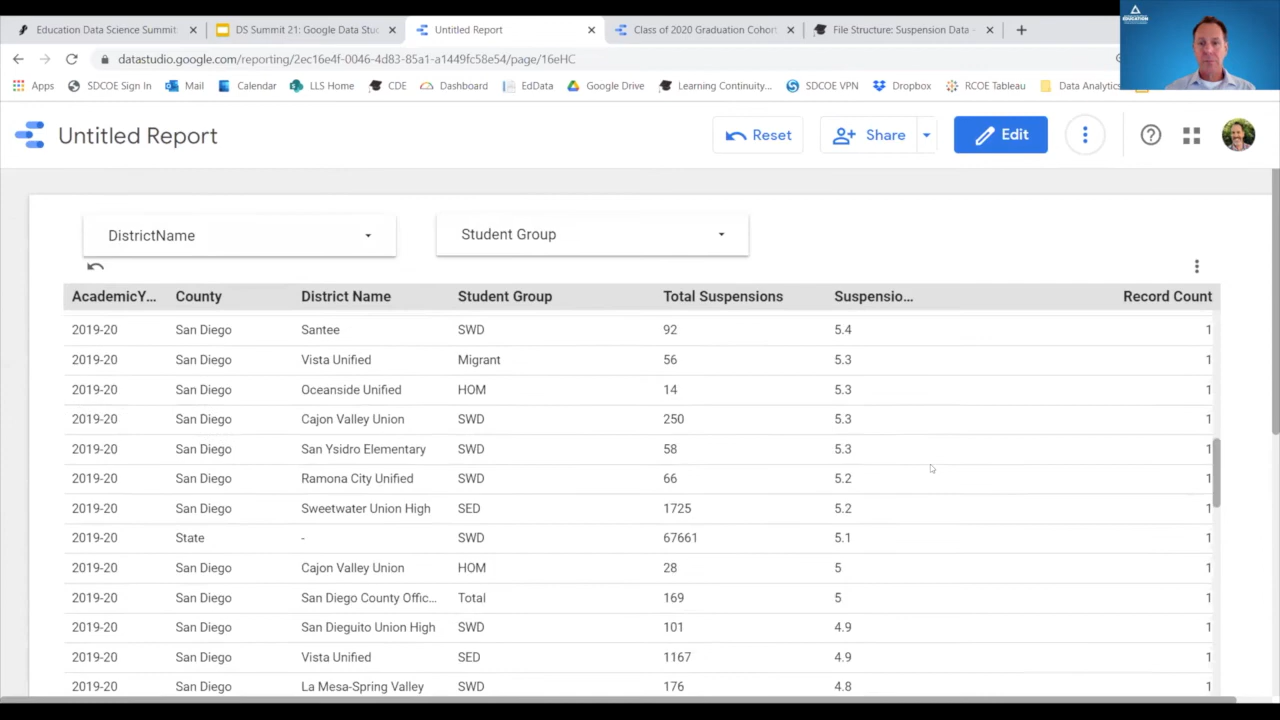 Education Data Science Summit
DS Summit 21: Google Data Stu
Untitled Report
Class of 2020 Graduation Cohort
File Structure: Suspension Data -
EDUCATION
datastudio.google.com/reporting/2ec16e4f-0046-4d83-85a1-a1449fc58e54/page/16eHC
Apps SDCOE Sign In Mail Calendar LLS Home CDE Dashboard EdData Google Drive Learning Continuity... SDCOE VPN Dropbox RCOE Tableau Data Analytics
Untitled Report
Reset Share Edit
DistrictName Student Group
AcademicY... County District Name Student Group Total Suspensions Suspensio... Record Count
2019-20 San Diego Santee SWD 92 5.4 1
2019-20 San Diego Vista Unified Migrant 56 5.3 1
2019-20 San Diego Oceanside Unified HOM 14 5.3 1
2019-20 San Diego Cajon Valley Union SWD 250 5.3 1
2019-20 San Diego San Ysidro Elementary SWD 58 5.3 1
2019-20 San Diego Ramona City Unified SWD 66 5.2 1
2019-20 San Diego Sweetwater Union High SED 1725 5.2 1
2019-20 State - SWD 67661 5.1 1
2019-20 San Diego Cajon Valley Union HOM 28 5 1
2019-20 San Diego San Diego County Offic... Total 169 5 1
2019-20 San Diego San Dieguito Union High SWD 101 4.9 1
2019-20 San Diego Vista Unified SED 1167 4.9 1
2019-20 San Diego La Mesa-Spring Valley SWD 176 4.8 1